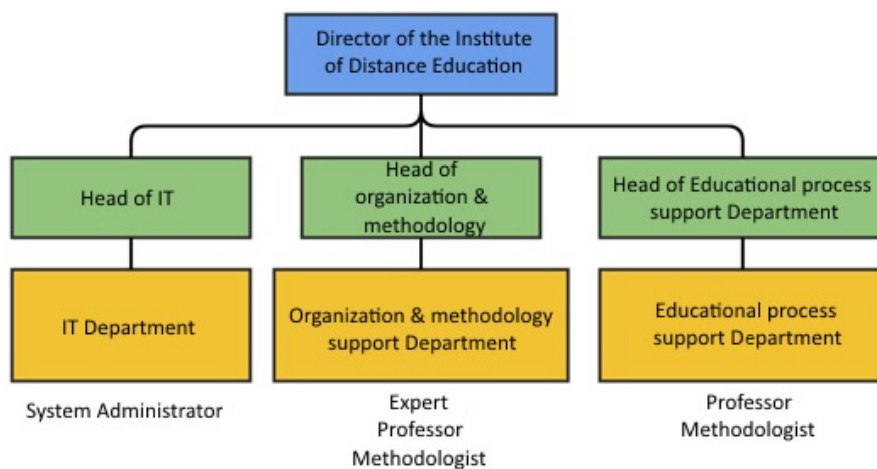 Director of the Institute
of Distance Education
Head of IT
Head of
organization &
methodology
Head of Educational process
support Department
IT Department
Organization & methodology
support Department
Educational process
support Department
System Administrator
Expert
Professor
Methodologist
Professor
Methodologist